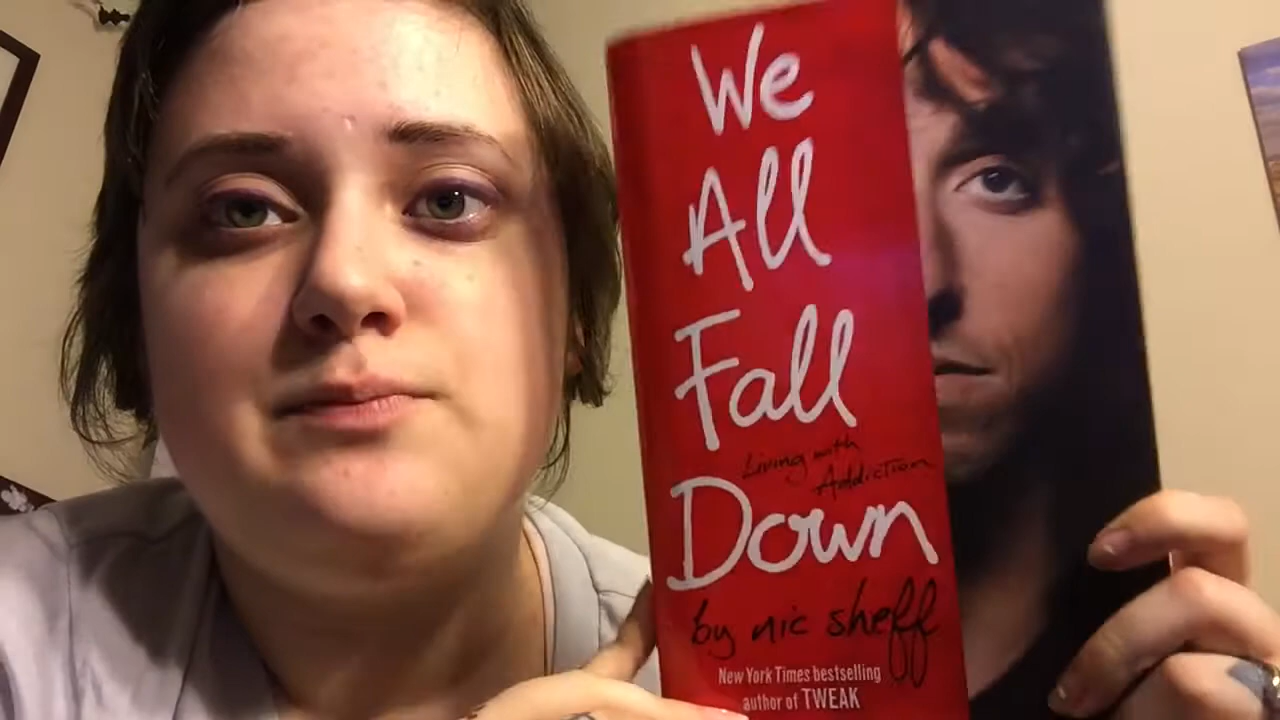 We
All
Fall
Living with
Addiction
Down
by nic sheff
New York Times bestselling
author of TWEAK